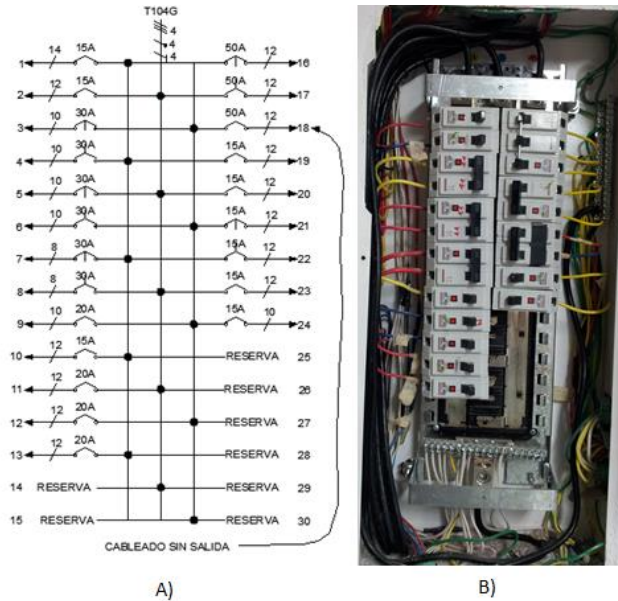 T104G
4
4
4
1 14 15A 50A 12 16
2 12 15A 50A 12 17
3 10 30A 50A 12 18
4 10 30A 15A 12 19
5 10 30A 15A 12 20
6 10 30A 15A 12 21
7 8 30A 15A 12 22
8 8 30A 15A 12 23
9 10 20A 15A 10 24
10 12 15A RESERVA 25
11 12 20A RESERVA 26
12 12 20A RESERVA 27
13 12 20A RESERVA 28
14 RESERVA RESERVA 29
15 RESERVA RESERVA 30
CABLEADO SIN SALIDA
A) B)